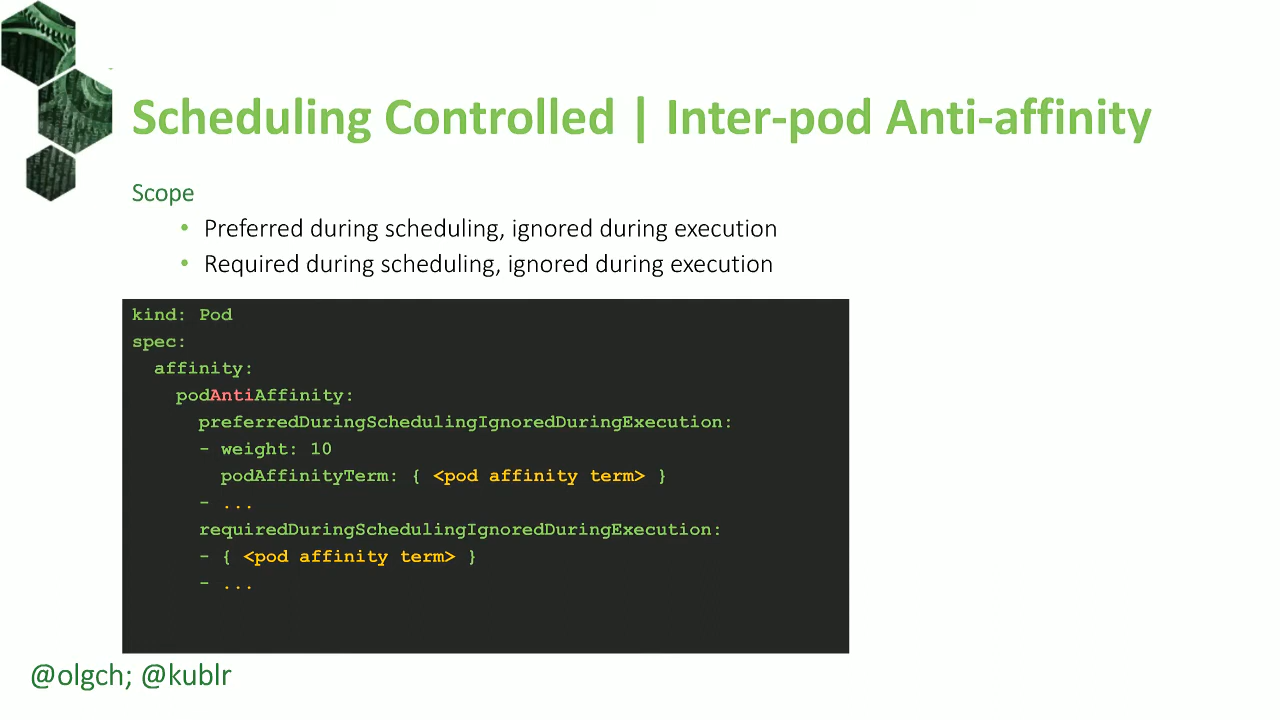 Scheduling Controlled | Inter-pod Anti-affinity
Scope
• Preferred during scheduling, ignored during execution
• Required during scheduling, ignored during execution
kind: Pod
spec:
  affinity:
    podAntiAffinity:
      preferredDuringSchedulingIgnoredDuringExecution:
      - weight: 10
        podAffinityTerm: { <pod affinity term> }
      - ...
      requiredDuringSchedulingIgnoredDuringExecution:
      - { <pod affinity term> }
      - ...
@olgch; @kublr